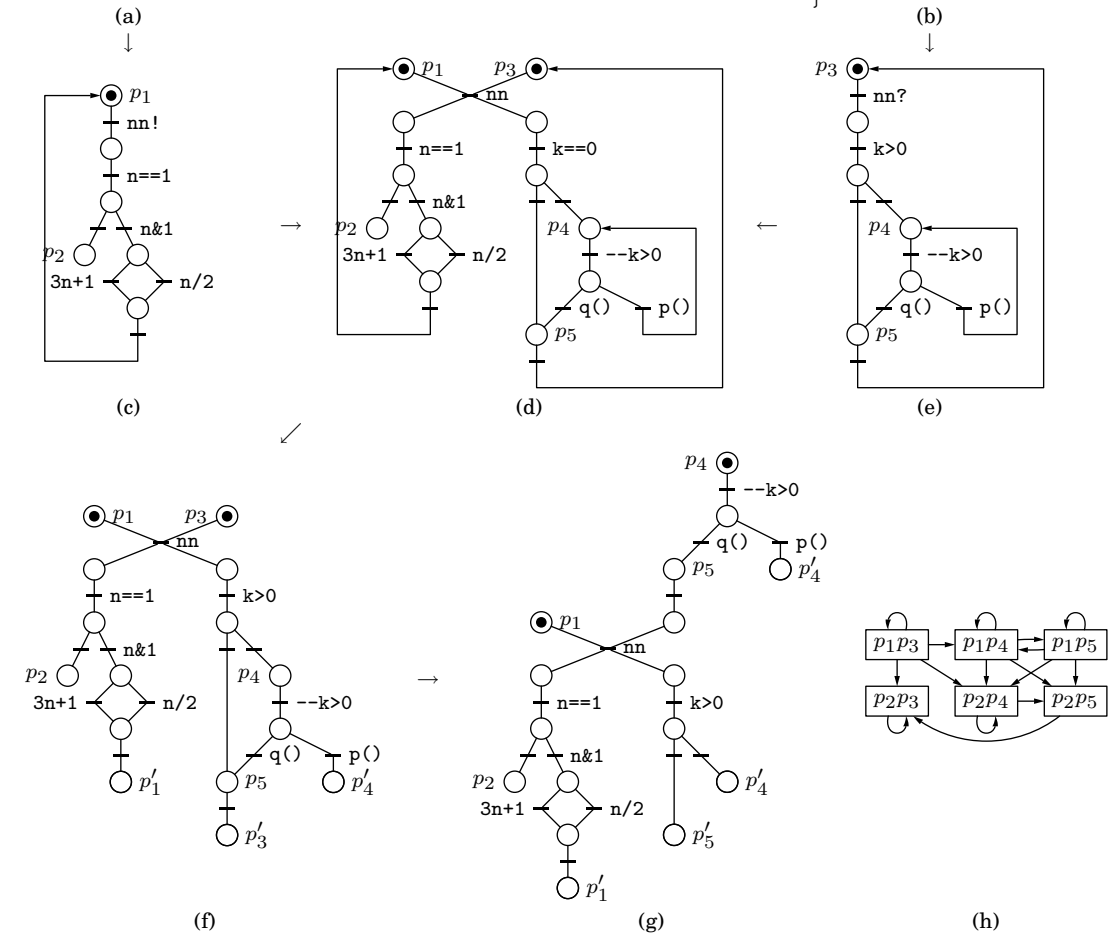 (a)
(b)
p1
nn!
n==1
n&1
p2
3n+1
n/2
(c)
p1
p3
nn
n==1
k==0
n&1
p2
3n+1
n/2
p4
--k>0
q()
p()
p5
(d)
p3
nn?
k>0
p4
--k>0
q()
p()
p5
(e)
p1
p3
nn
n==1
k>0
n&1
p2
3n+1
n/2
p4
--k>0
q()
p()
p′1
p5
p′4
p′3
(f)
p4
--k>0
q()
p()
p5
p′4
p1
nn
n==1
k>0
n&1
p2
3n+1
n/2
p′4
p′5
p′1
(g)
p1p3
p1p4
p1p5
p2p3
p2p4
p2p5
(h)